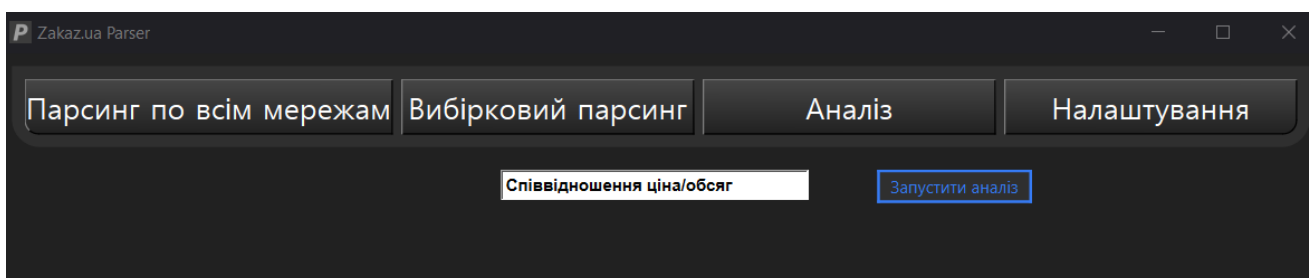 P Zakaz.ua Parser
Парсинг по всім мережам Вибірковий парсинг Аналіз Налаштування
Співвідношення ціна/обсяг Запустити аналіз